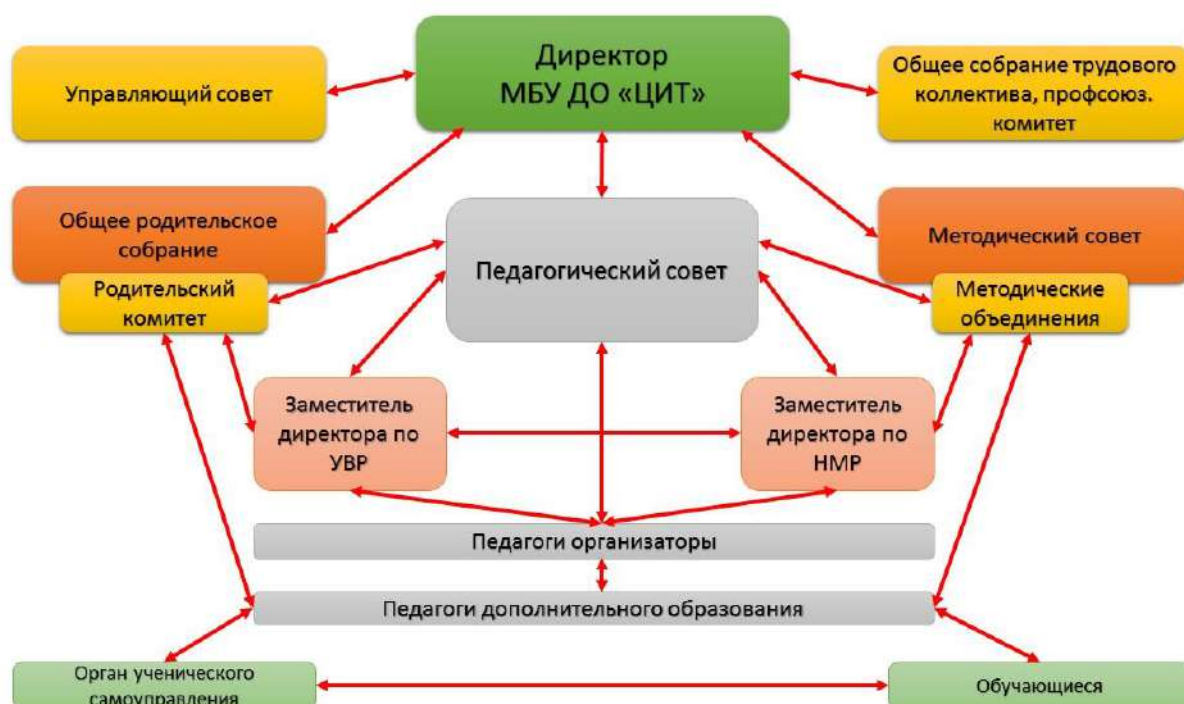 Директор
МБУ ДО «ЦИТ»
Управляющий совет
Общее собрание трудового
коллектива, профсоюз.
комитет
Общее родительское
собрание
Методический совет
Педагогический совет
Родительский
комитет
Методические
объединения
Заместитель
директора по
УВР
Заместитель
директора по
НМР
Педагоги организаторы
Педагоги дополнительного образования
Орган ученического
самоуправления
Обучающиеся